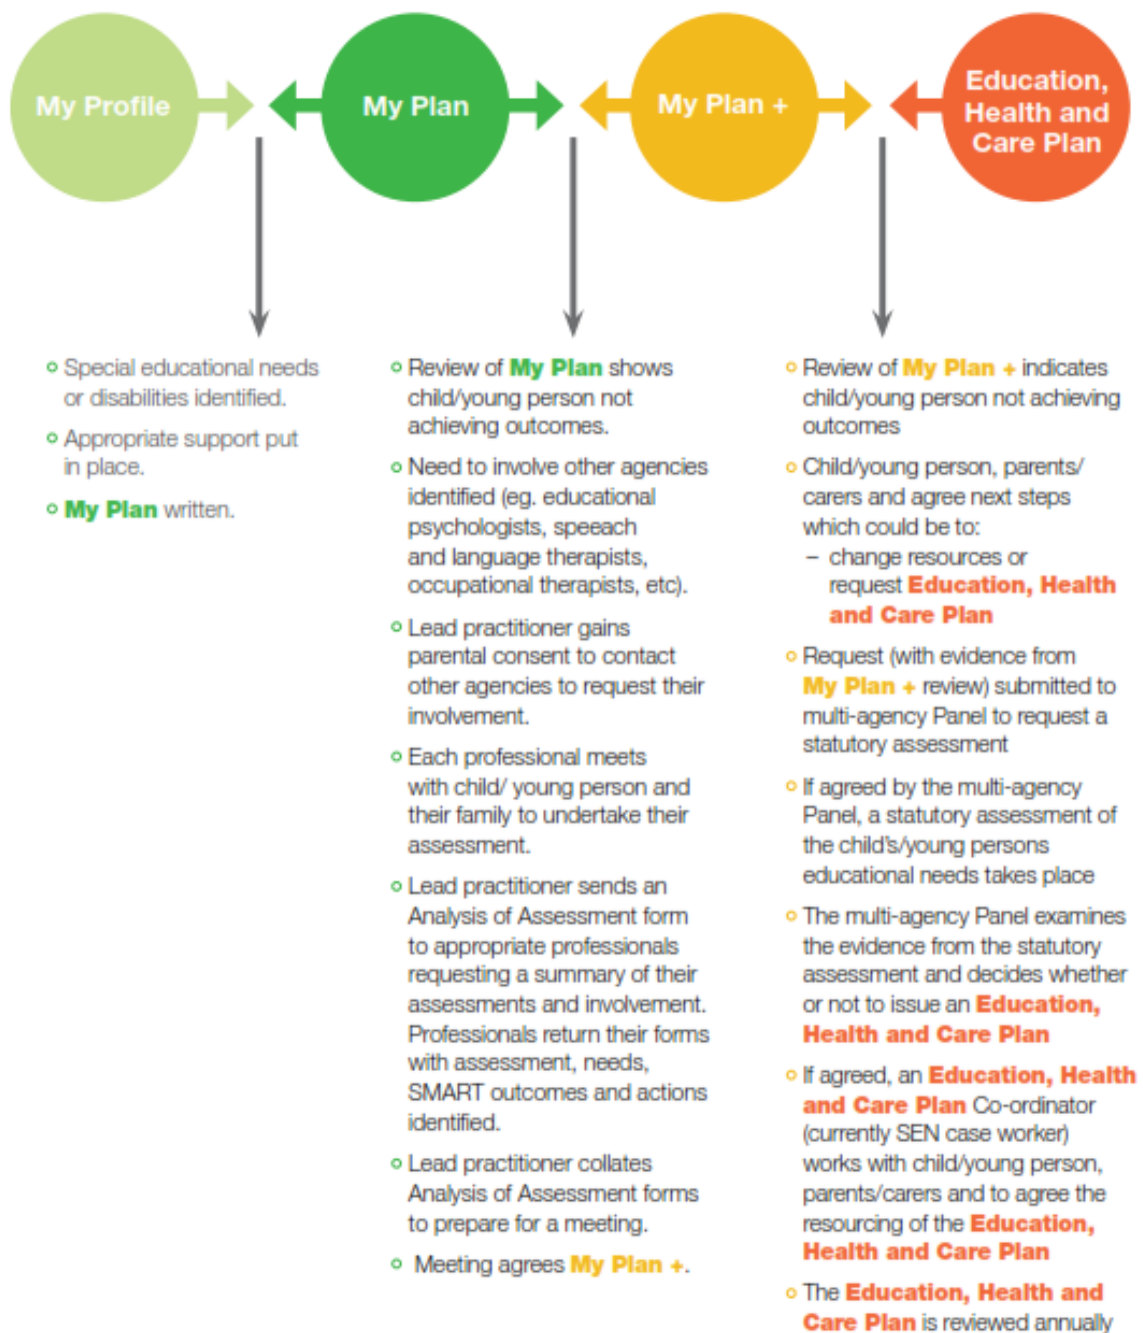 My Profile
My Plan
My Plan +
Education,
Health and
Care Plan
Special educational needs
or disabilities identified.
Appropriate support put
in place.
My Plan written.
Review of My Plan shows
child/young person not
achieving outcomes.
Need to involve other agencies
identified (eg. educational
psychologists, speeach
and language therapists,
occupational therapists, etc).
Lead practitioner gains
parental consent to contact
other agencies to request their
involvement.
Each professional meets
with child/ young person and
their family to undertake their
assessment.
Lead practitioner sends an
Analysis of Assessment form
to appropriate professionals
requesting a summary of their
assessments and involvement.
Professionals return their forms
with assessment, needs,
SMART outcomes and actions
identified.
Lead practitioner collates
Analysis of Assessment forms
to prepare for a meeting.
Meeting agrees My Plan +.
Review of My Plan + indicates
child/young person not achieving
outcomes
Child/young person, parents/
carers and agree next steps
which could be to:
– change resources or
request Education, Health
and Care Plan
Request (with evidence from
My Plan + review) submitted to
multi-agency Panel to request a
statutory assessment
If agreed by the multi-agency
Panel, a statutory assessment of
the child's/young persons
educational needs takes place
The multi-agency Panel examines
the evidence from the statutory
assessment and decides whether
or not to issue an Education,
Health and Care Plan
If agreed, an Education, Health
and Care Plan Co-ordinator
(currently SEN case worker)
works with child/young person,
parents/carers and to agree the
resourcing of the Education,
Health and Care Plan
The Education, Health and
Care Plan is reviewed annually